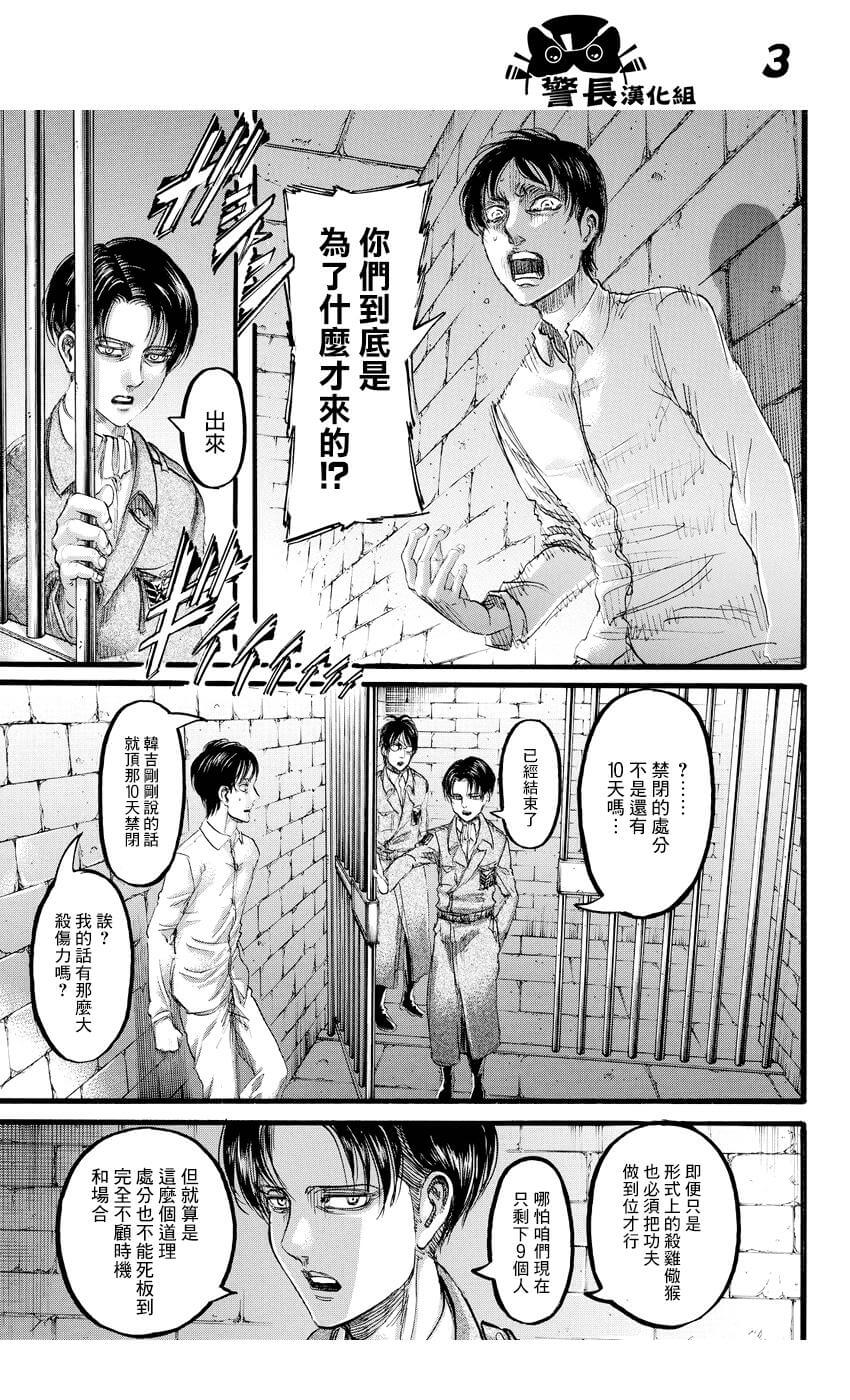 警長漢化組
3
你們到底是
為了什麼才來的!?
出來
?……
禁閉的處分
不是還有
10天嗎…
已經結束了
韓吉剛剛說的話
就頂那10天禁閉
誒?
我的話有那麼大
殺傷力嗎?
即便只是
形式上的殺雞儆猴
也必須把功夫
做到位才行
哪怕咱們現在
只剩下9個人
但就算是
這麼個道理
處分也不能死板到
完全不顧時機
和場合